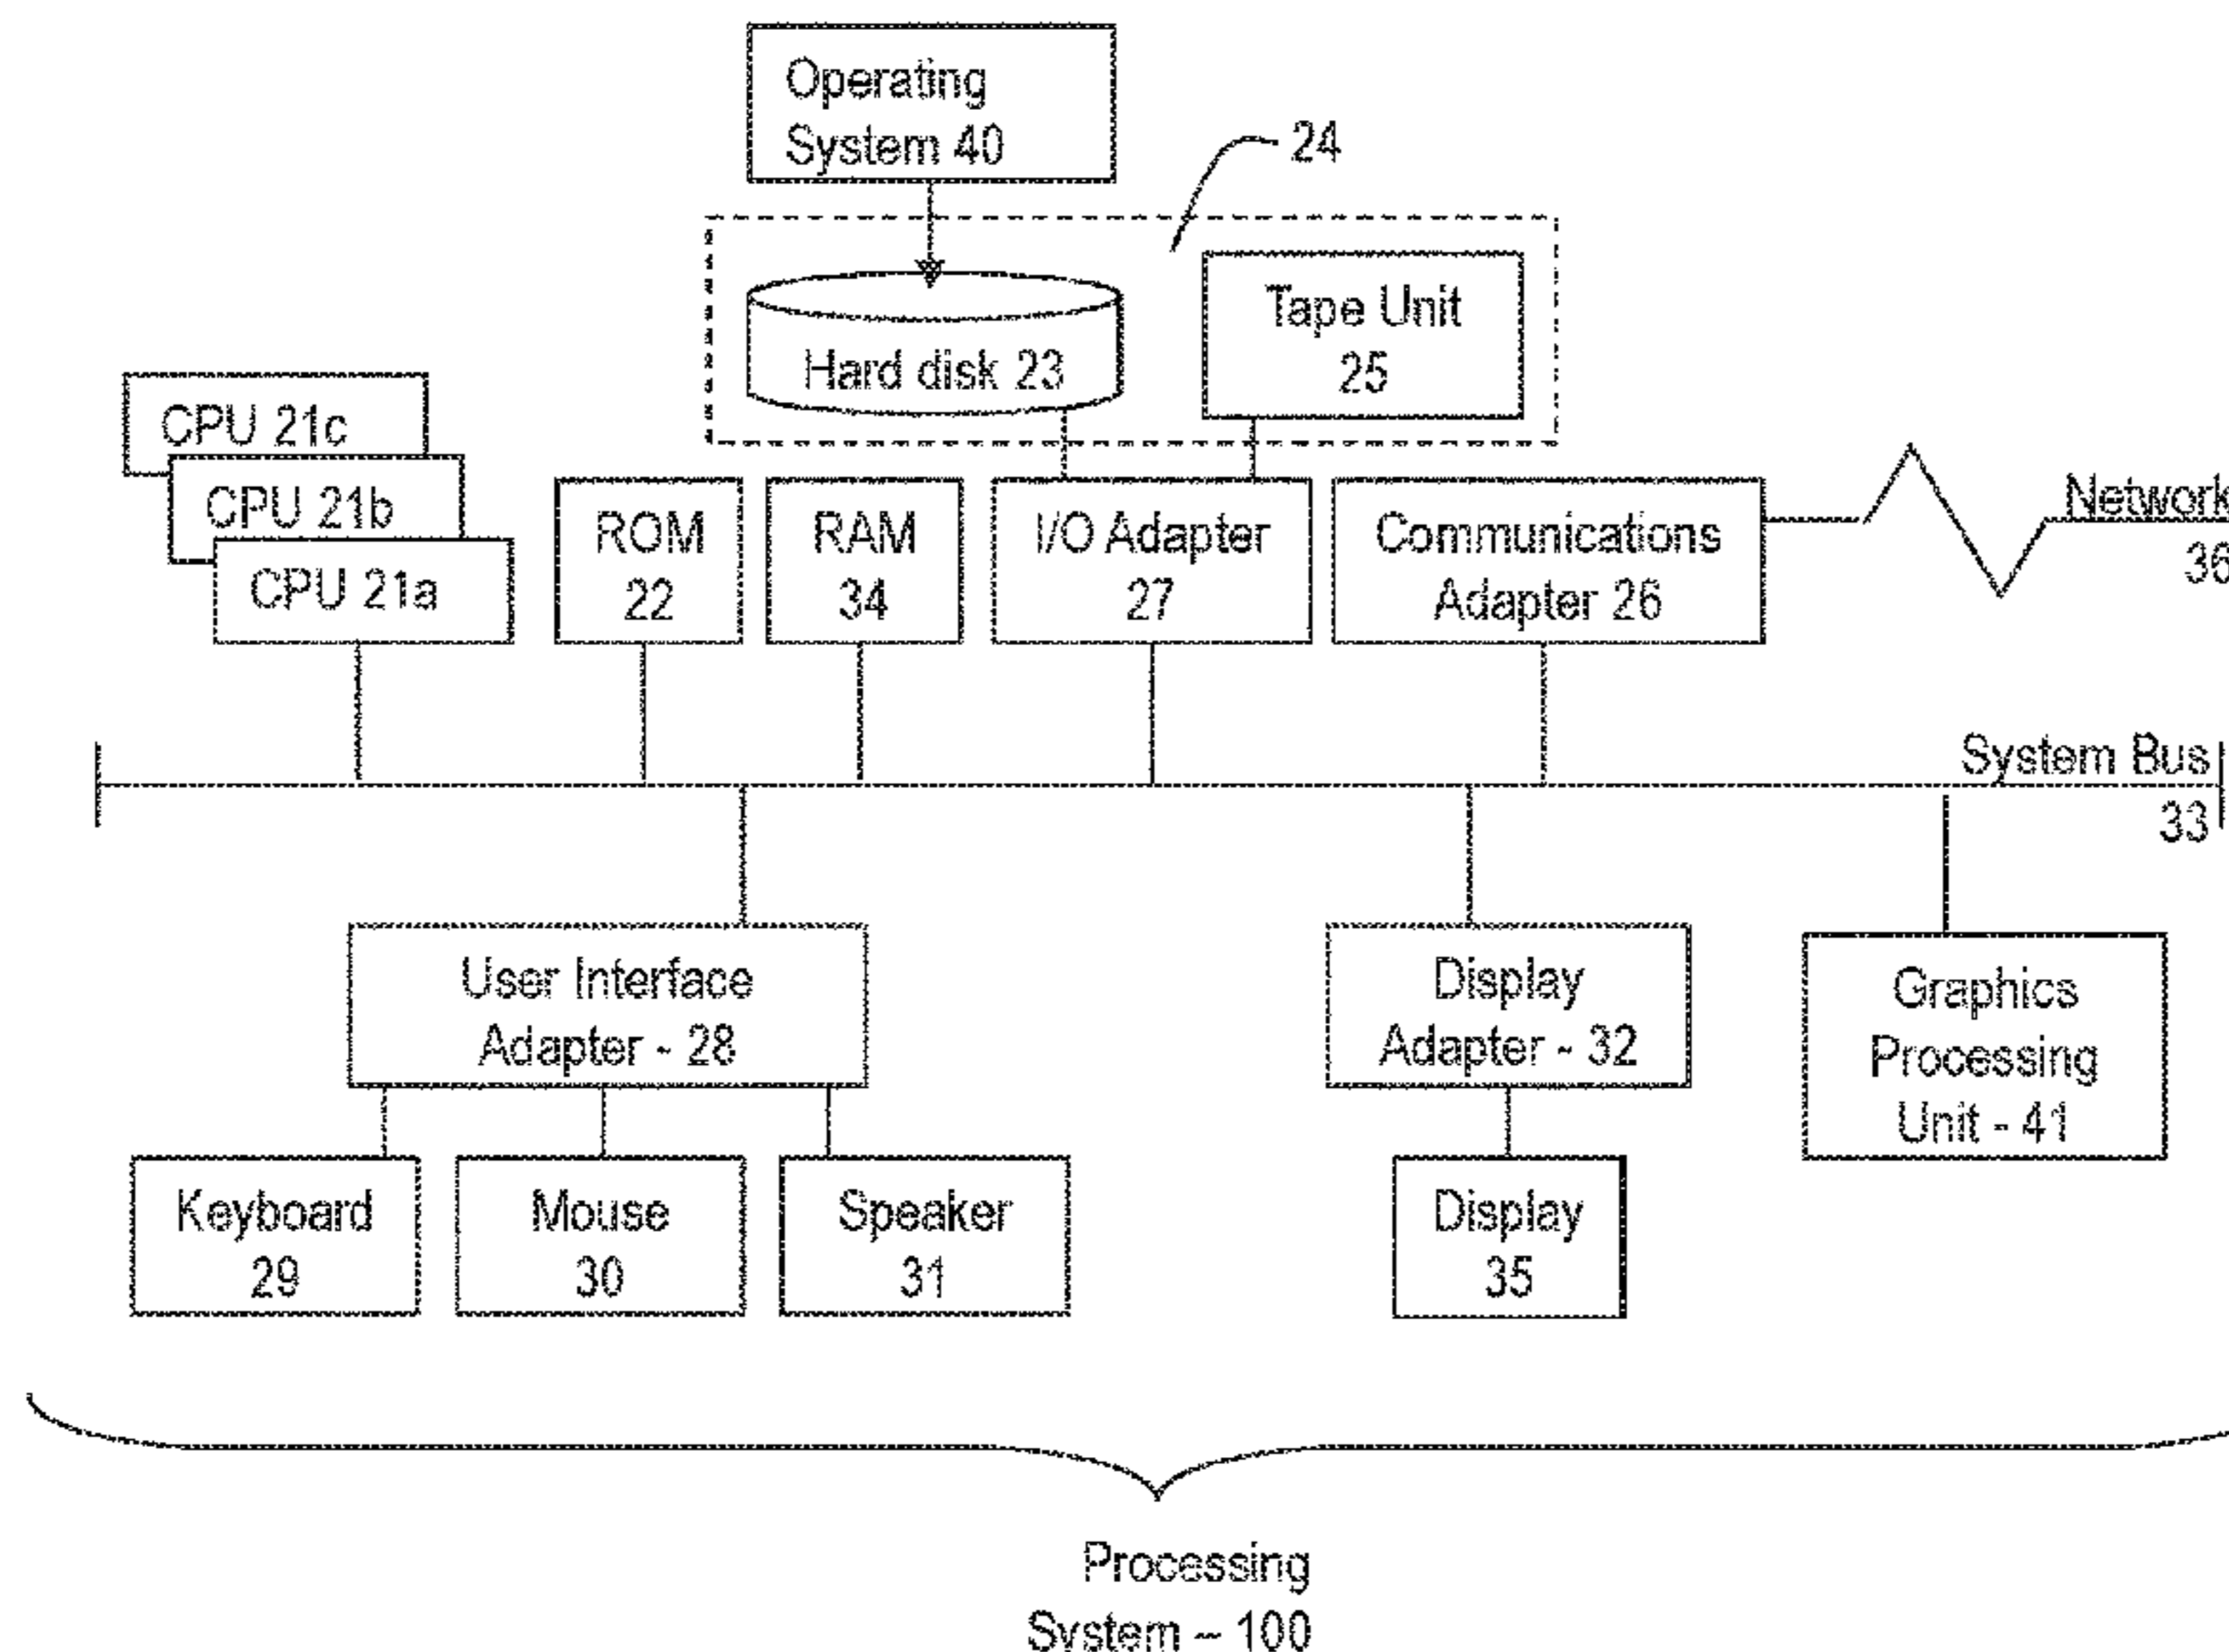 Operating
System 40
24
Hard disk 23
Tape Unit
25
CPU 21c
CPU 21b
CPU 21a
ROM
22
RAM
34
I/O Adapter
27
Communications
Adapter 26
Network
36
System Bus
33
User Interface
Adapter - 28
Display
Adapter - 32
Graphics
Processing
Unit - 41
Keyboard
29
Mouse
30
Speaker
31
Display
35
Processing
System – 100